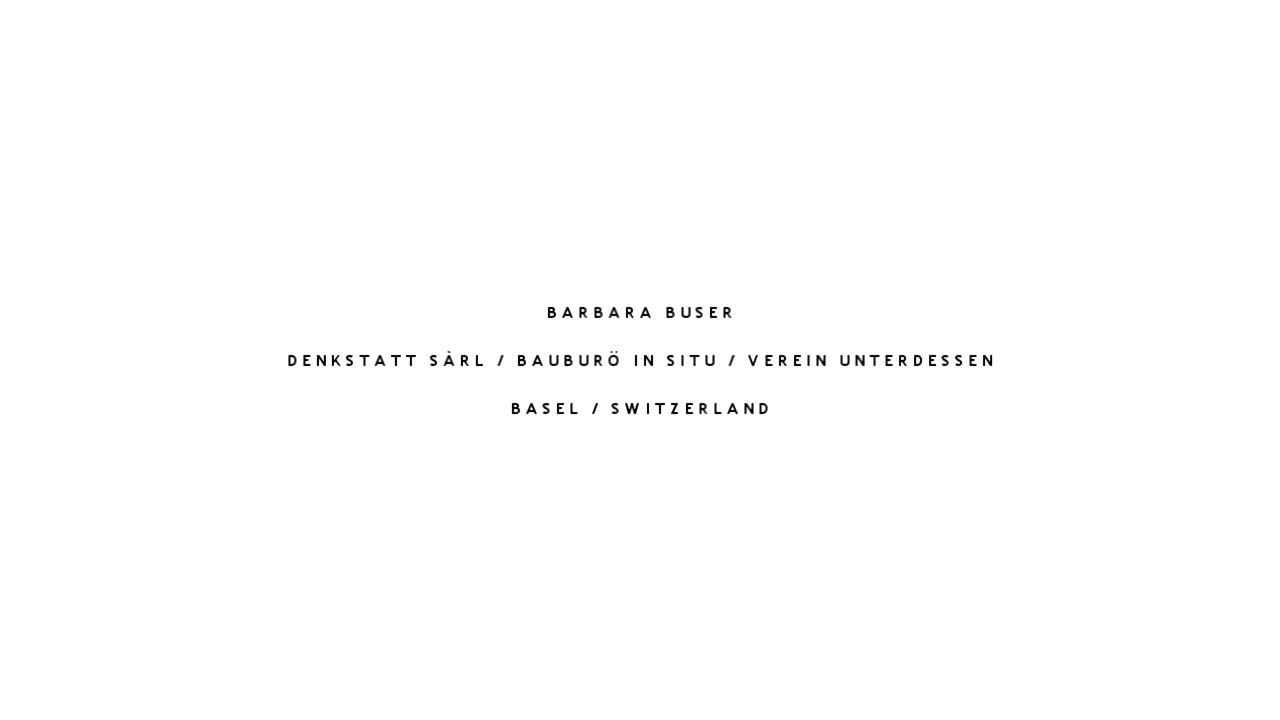 BARBARA BUSER
DENKSTATT SÀRL / BAUBURÖ IN SITU / VEREIN UNTERDESSEN
BASEL / SWITZERLAND